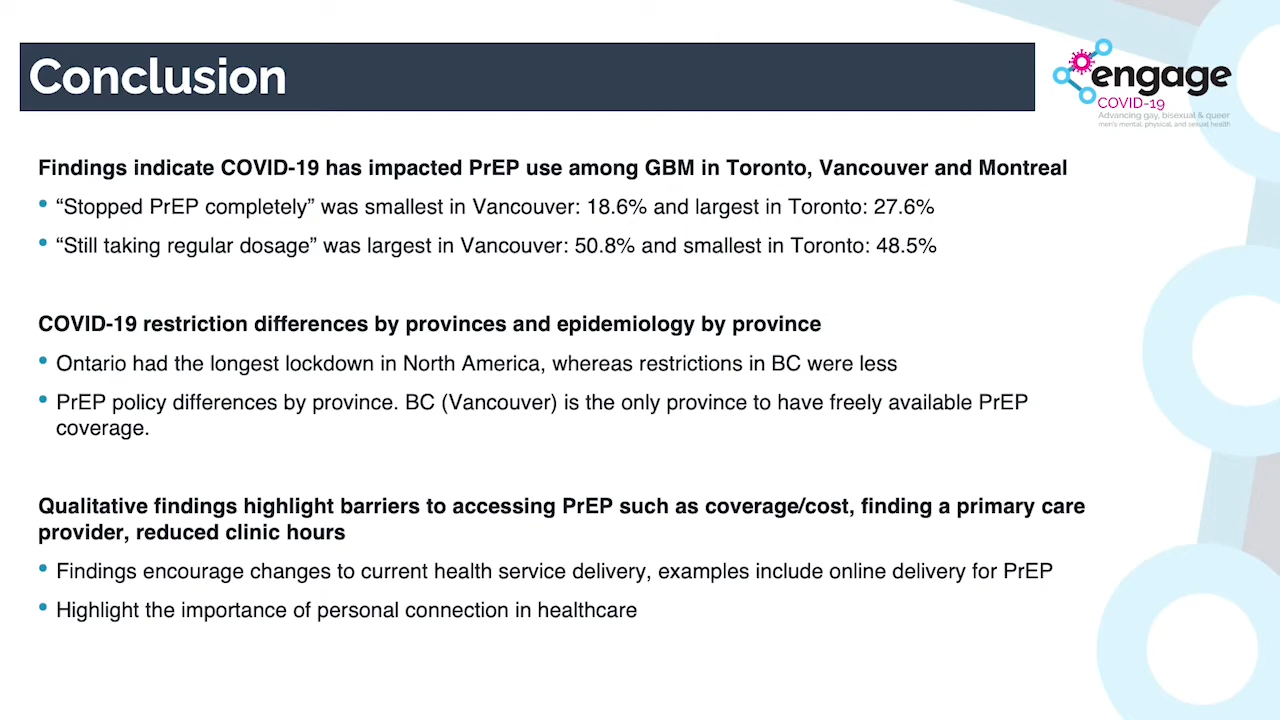 Conclusion
engage
COVID-19
Advancing gay, bisexual & queer
men's mental, physical, and sexual health
Findings indicate COVID-19 has impacted PrEP use among GBM in Toronto, Vancouver and Montreal
• “Stopped PrEP completely” was smallest in Vancouver: 18.6% and largest in Toronto: 27.6%
• “Still taking regular dosage” was largest in Vancouver: 50.8% and smallest in Toronto: 48.5%
COVID-19 restriction differences by provinces and epidemiology by province
• Ontario had the longest lockdown in North America, whereas restrictions in BC were less
• PrEP policy differences by province. BC (Vancouver) is the only province to have freely available PrEP
coverage.
Qualitative findings highlight barriers to accessing PrEP such as coverage/cost, finding a primary care
provider, reduced clinic hours
• Findings encourage changes to current health service delivery, examples include online delivery for PrEP
• Highlight the importance of personal connection in healthcare